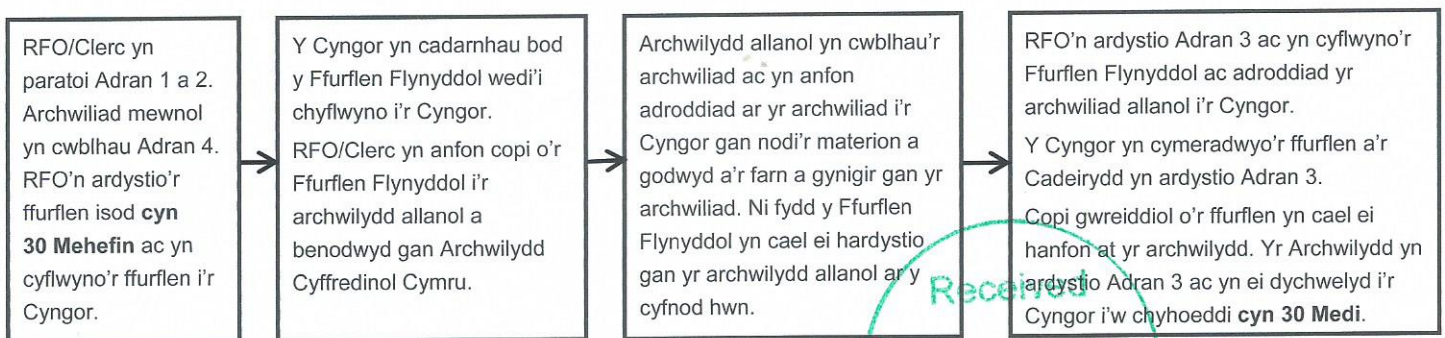 RFO/Clerc yn
paratoi Adran 1 a 2.
Archwiliad mewnol
yn cwblhau Adran 4.
RFO'n ardystio'r
ffurflen isod cyn
30 Mehefin ac yn
cyflwyno'r ffurflen i'r
Cyngor.
Y Cyngor yn cadarnhau bod
y Ffurflen Flynyddol wedi'i
chyflwyno i'r Cyngor.
RFO/Clerc yn anfon copi o'r
Ffurflen Flynyddol i'r
archwilydd allanol a
benodwyd gan Archwilydd
Cyffredinol Cymru.
Archwilydd allanol yn cwblhau'r
archwiliad ac yn anfon
adroddiad ar yr archwiliad i'r
Cyngor gan nodi'r materion a
godwyd a'r farn a gynigir gan yr
archwiliad. Ni fydd y Ffurflen
Flynyddol yn cael ei hardystio
gan yr archwilydd allanol ar y
cyfnod hwn.
RFO'n ardystio Adran 3 ac yn cyflwyno'r
Ffurflen Flynyddol ac adroddiad yr
archwiliad allanol i'r Cyngor.
Y Cyngor yn cymeradwyo'r ffurflen a'r
Cadeirydd yn ardystio Adran 3.
Copi gwreiddiol o'r ffurflen yn cael ei
hanfon at yr archwilydd. Yr Archwilydd yn
ardystio Adran 3 ac yn ei dychwelyd i'r
Cyngor i'w chyhoeddi cyn 30 Medi.
Received